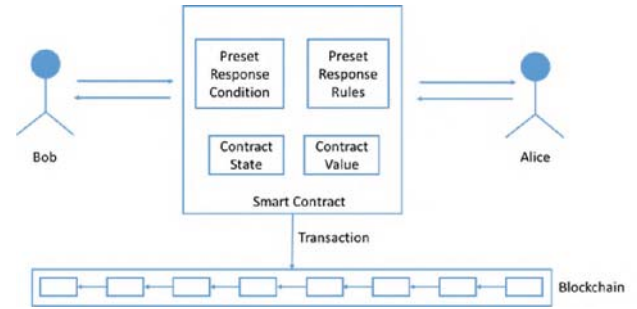 Preset
Response
Condition
Preset
Response
Rules
Bob
Alice
Contract
State
Contract
Value
Smart Contract
Transaction
Blockchain